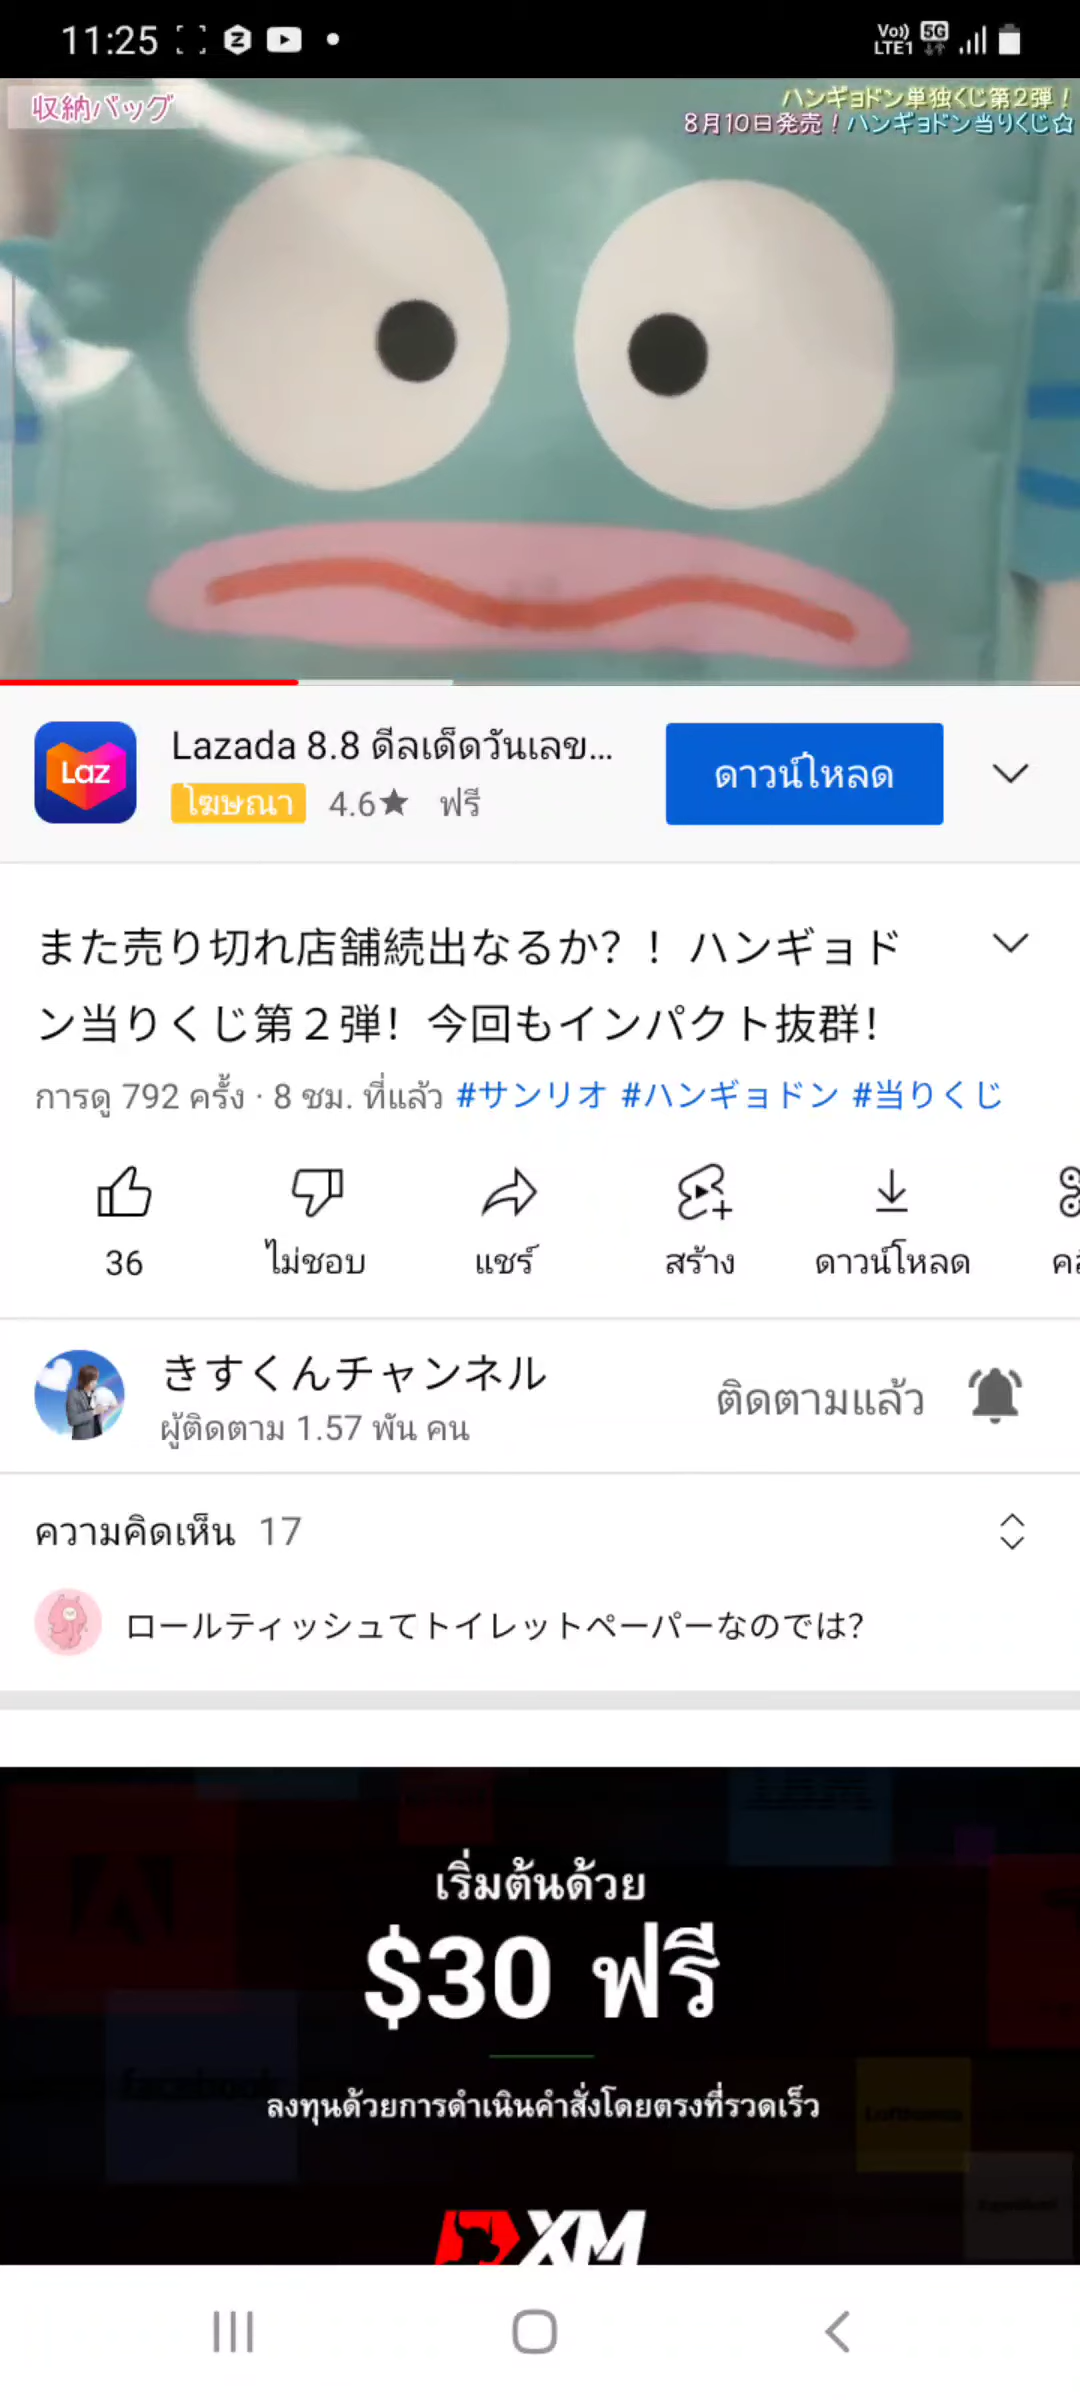 11:25
Vo)) LTE1 5G
収納バッグ
ハンギョドン単独くじ第2弾!
8月10日発売!ハンギョドン当りくじ☆
Laz
Lazada 8.8 ดีลเด็ดวันเลข...
ดาวน์โหลด
โฆษณา 4.6★ ฟรี
また売り切れ店舗続出なるか?！ハンギョド
ン当りくじ第２弾！今回もインパクト抜群！
การดู 792 ครั้ง · 8 ชม. ที่แล้ว #サンリオ #ハンギョドン #当りくじ
36 ไม่ชอบ แชร์ สร้าง ดาวน์โหลด
きすくんチャンネル
ผู้ติดตาม 1.57 พัน คน
ติดตามแล้ว
ความคิดเห็น 17
ロールティッシュてトイレットペーパーなのでは?
เริ่มต้นด้วย
$30 ฟรี
ลงทุนด้วยการดำเนินคำสั่งโดยตรงที่รวดเร็ว
XM